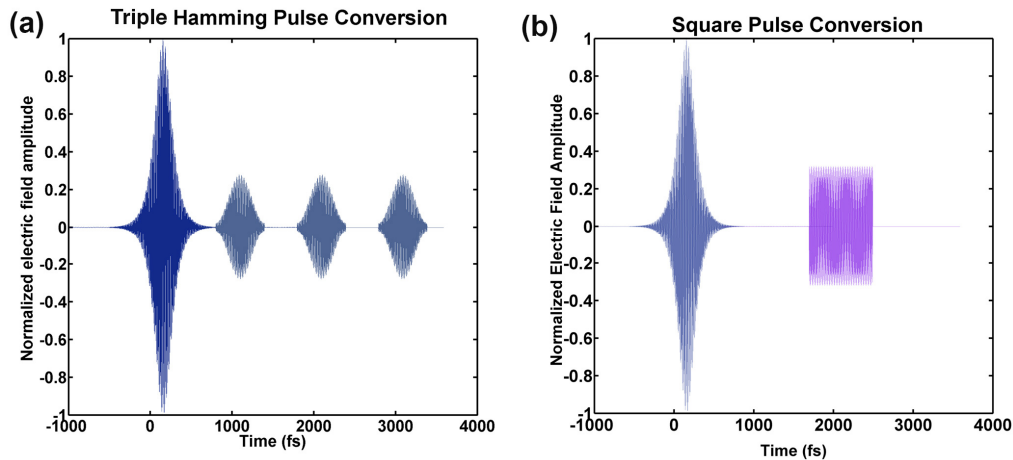 (a)
Triple Hamming Pulse Conversion
Normalized electric field amplitude
1
0.8
0.6
0.4
0.2
0
-0.2
-0.4
-0.6
-0.8
-1
-1000 0 1000 2000 3000 4000
Time (fs)
(b)
Square Pulse Conversion
Normalized Electric Field Amplitude
1
0.8
0.6
0.4
0.2
0
-0.2
-0.4
-0.6
-0.8
-1
-1000 0 1000 2000 3000 4000
Time (fs)